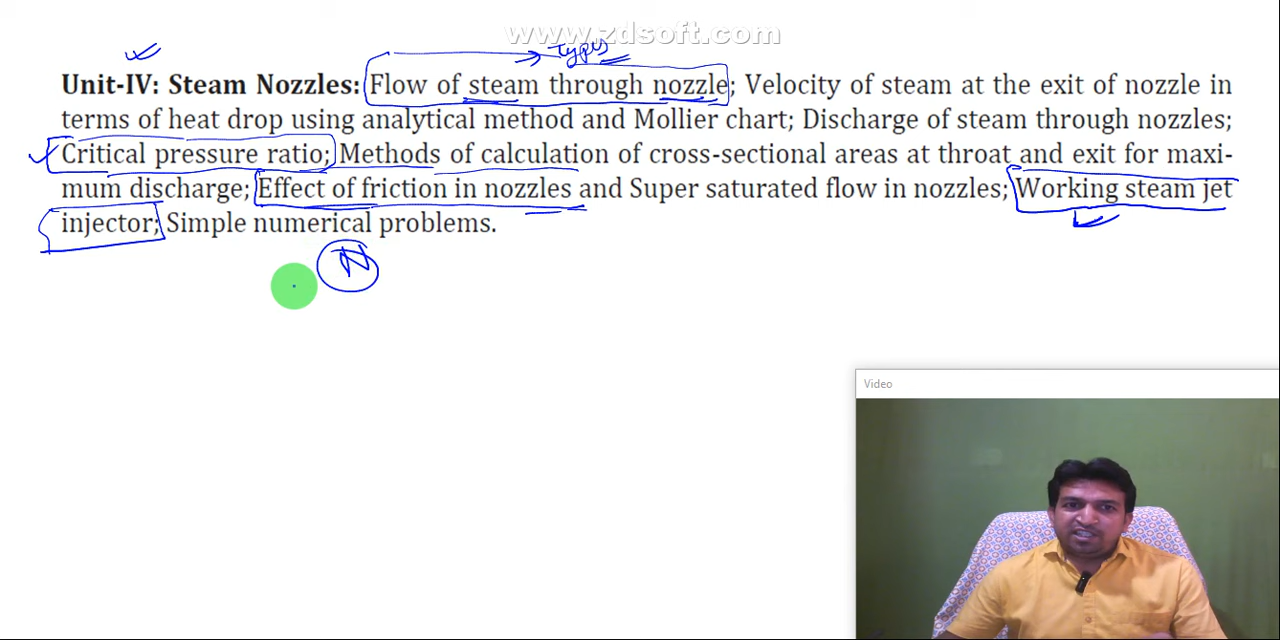 www.zdsoft.com
Types
Unit-IV: Steam Nozzles: Flow of steam through nozzle; Velocity of steam at the exit of nozzle in
terms of heat drop using analytical method and Mollier chart; Discharge of steam through nozzles;
Critical pressure ratio; Methods of calculation of cross-sectional areas at throat and exit for maxi-
mum discharge; Effect of friction in nozzles and Super saturated flow in nozzles; Working steam jet
injector; Simple numerical problems.
N
Video